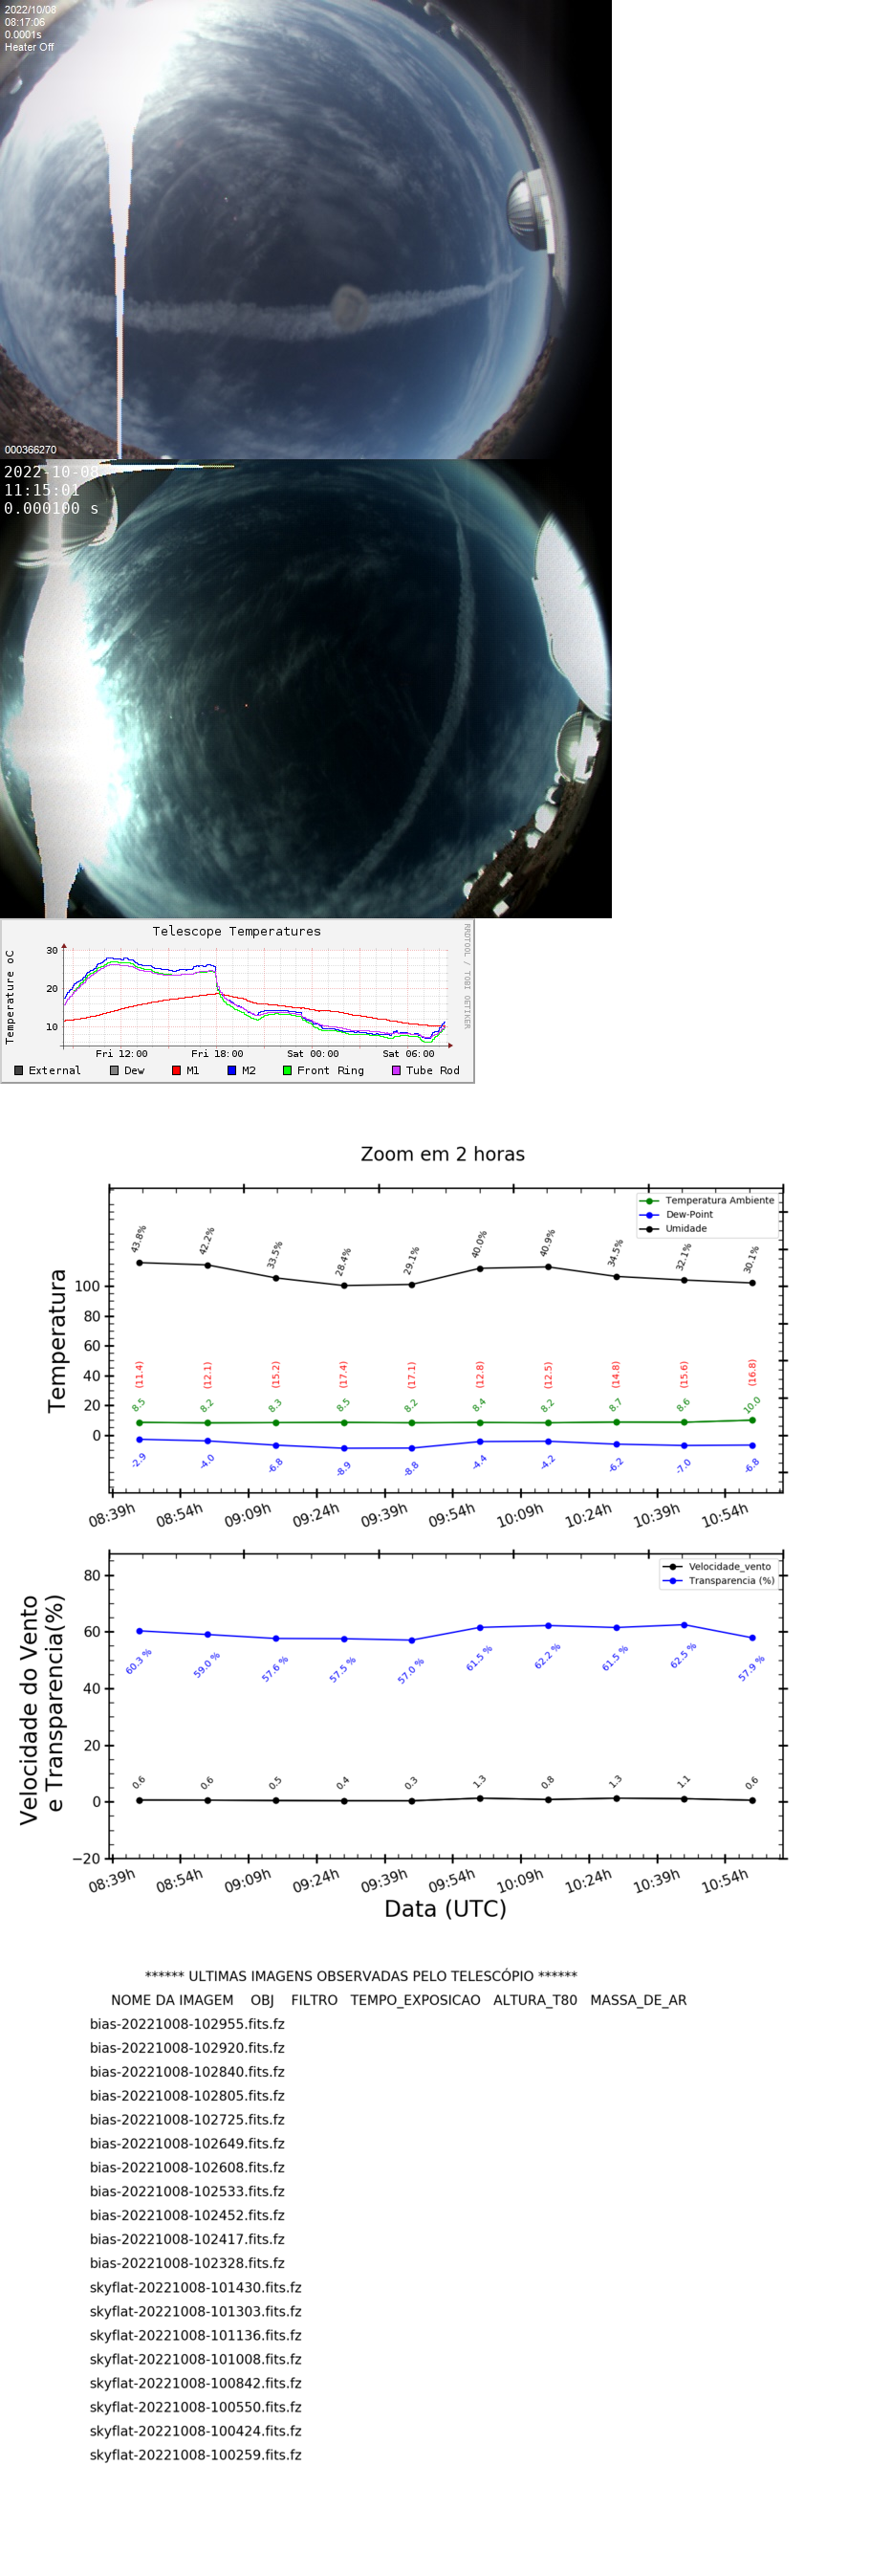 2022/10/08
08:17:06
0.0001s
Heater Off
000366270
2022-10-08
11:15:01
0.000100 s
Telescope Temperatures
RRDTOOL / TOBI OETIKER
Temperature oC
30
20
10
Fri 12:00 Fri 18:00 Sat 00:00 Sat 06:00
External Dew M1 M2 Front Ring Tube Rod
Zoom em 2 horas
Temperatura Ambiente
Dew-Point
Umidade
43.8% 42.2% 33.5% 28.4% 29.1% 40.0% 40.9% 34.5% 32.1% 30.1%
Temperatura
100
80
60
40
20
0
(11.4) (12.1) (15.2) (17.4) (17.1) (12.8) (12.5) (14.8) (15.6) (16.8)
8.5 8.2 8.3 8.5 8.2 8.4 8.2 8.7 8.6 10.0
-2.9 -4.0 -6.8 -8.9 -8.8 -4.4 -4.2 -6.2 -7.0 -6.8
08:39h 08:54h 09:09h 09:24h 09:39h 09:54h 10:09h 10:24h 10:39h 10:54h
Velocidade_vento
Transparencia (%)
Velocidade do Vento
e Transparencia(%)
80
60
40
20
0
−20
60.3 % 59.0 % 57.6 % 57.5 % 57.0 % 61.5 % 62.2 % 61.5 % 62.5 % 57.9 %
0.6 0.6 0.5 0.4 0.3 1.3 0.8 1.3 1.1 0.6
08:39h 08:54h 09:09h 09:24h 09:39h 09:54h 10:09h 10:24h 10:39h 10:54h
Data (UTC)
****** ULTIMAS IMAGENS OBSERVADAS PELO TELESCÓPIO ******
NOME DA IMAGEM OBJ FILTRO TEMPO_EXPOSICAO ALTURA_T80 MASSA_DE_AR
bias-20221008-102955.fits.fz
bias-20221008-102920.fits.fz
bias-20221008-102840.fits.fz
bias-20221008-102805.fits.fz
bias-20221008-102725.fits.fz
bias-20221008-102649.fits.fz
bias-20221008-102608.fits.fz
bias-20221008-102533.fits.fz
bias-20221008-102452.fits.fz
bias-20221008-102417.fits.fz
bias-20221008-102328.fits.fz
skyflat-20221008-101430.fits.fz
skyflat-20221008-101303.fits.fz
skyflat-20221008-101136.fits.fz
skyflat-20221008-101008.fits.fz
skyflat-20221008-100842.fits.fz
skyflat-20221008-100550.fits.fz
skyflat-20221008-100424.fits.fz
skyflat-20221008-100259.fits.fz